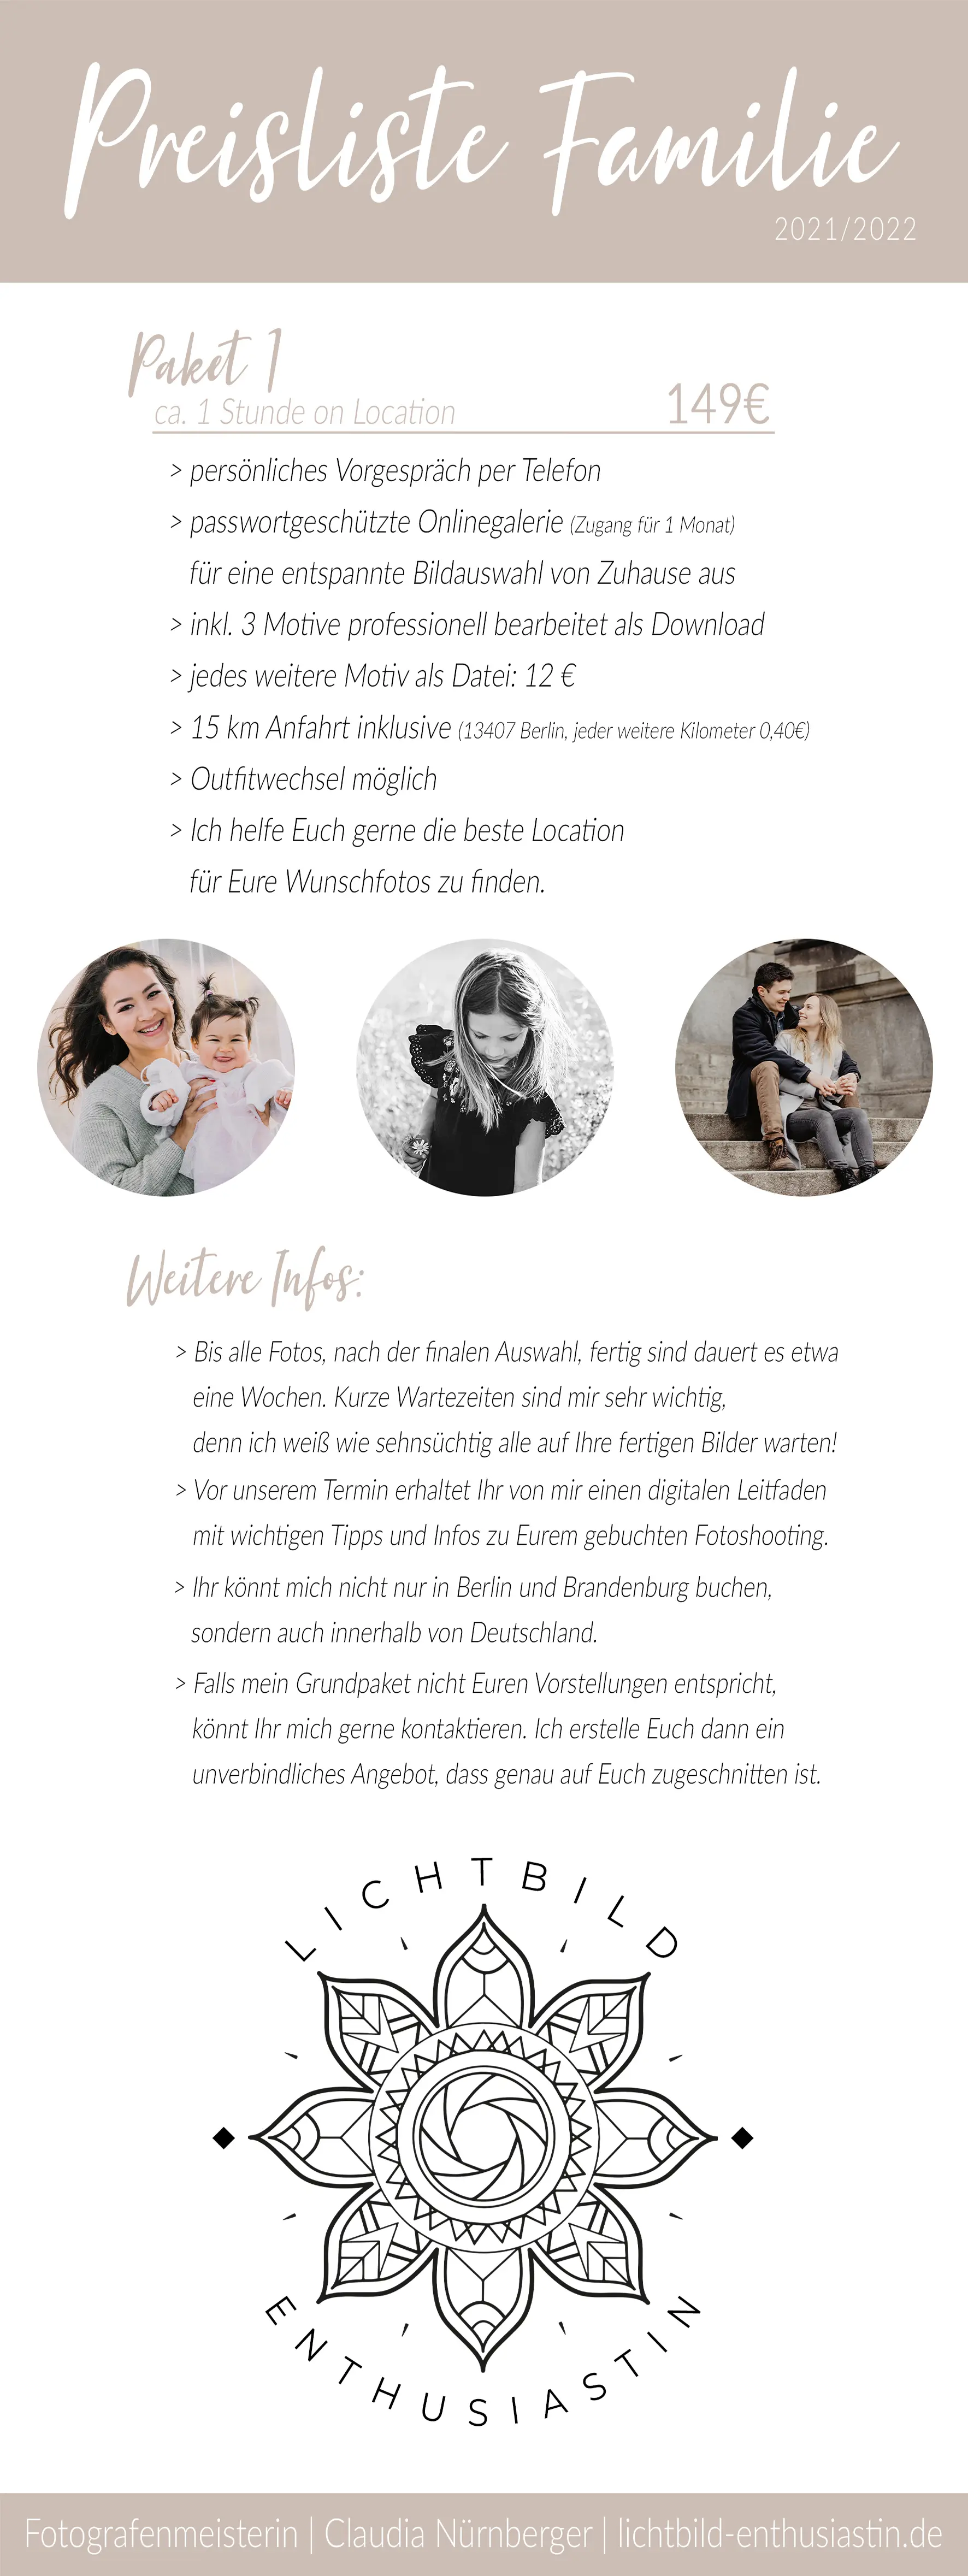 Preisliste Familie
2021/2022
Paket 1
ca. 1 Stunde on Location 149€
> persönliches Vorgespräch per Telefon
> passwortgeschützte Onlinegalerie (Zugang für 1 Monat)
für eine entspannte Bildauswahl von Zuhause aus
> inkl. 3 Motive professionell bearbeitet als Download
> jedes weitere Motiv als Datei: 12 €
> 15 km Anfahrt inklusive (13407 Berlin, jeder weitere Kilometer 0,40€)
> Outfitwechsel möglich
> Ich helfe Euch gerne die beste Location
für Eure Wunschfotos zu finden.
Weitere Infos:
> Bis alle Fotos, nach der finalen Auswahl, fertig sind dauert es etwa
eine Wochen. Kurze Wartezeiten sind mir sehr wichtig,
denn ich weiß wie sehnsüchtig alle auf Ihre fertigen Bilder warten!
> Vor unserem Termin erhaltet Ihr von mir einen digitalen Leitfaden
mit wichtigen Tipps und Infos zu Eurem gebuchten Fotoshooting.
> Ihr könnt mich nicht nur in Berlin und Brandenburg buchen,
sondern auch innerhalb von Deutschland.
> Falls mein Grundpaket nicht Euren Vorstellungen entspricht,
könnt Ihr mich gerne kontaktieren. Ich erstelle Euch dann ein
unverbindliches Angebot, dass genau auf Euch zugeschnitten ist.
LICHTBILD
ENTHUSIASTIN
Fotografenmeisterin | Claudia Nürnberger | lichtbild-enthusiastin.de